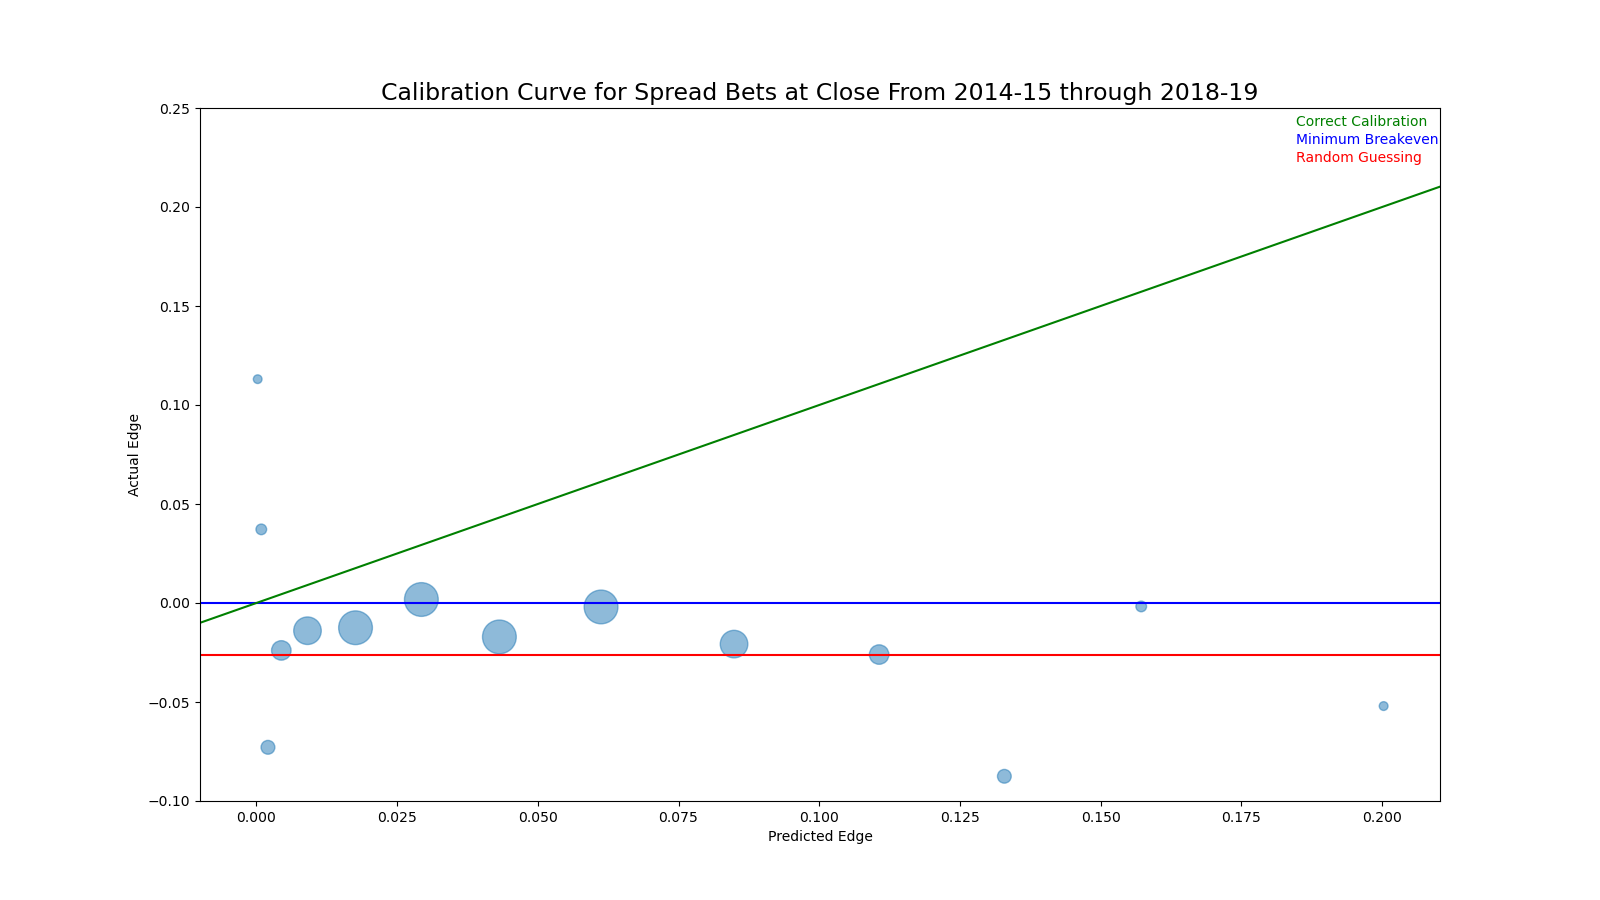 Calibration Curve for Spread Bets at Close From 2014-15 through 2018-19
Correct Calibration
Minimum Breakeven
Random Guessing
0.25
0.20
0.15
0.10
0.05
0.00
−0.05
−0.10
Actual Edge
0.000 0.025 0.050 0.075 0.100 0.125 0.150 0.175 0.200
Predicted Edge